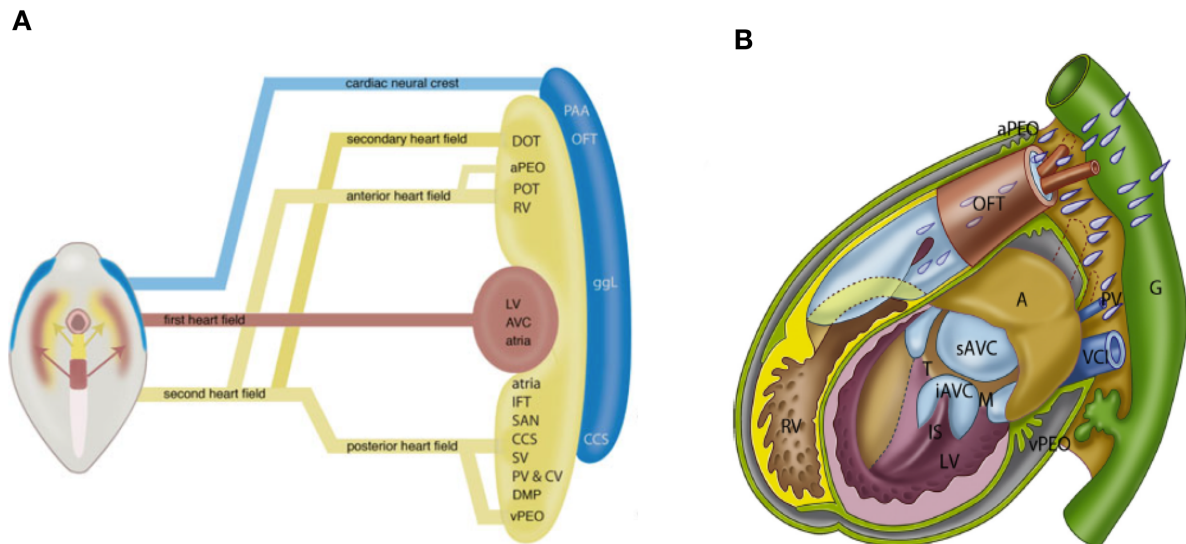 A
cardiac neural crest
PAA
OFT
secondary heart field
DOT
aPEO
anterior heart field
POT
RV
ggL
first heart field
LV
AVC
atria
second heart field
atria
IFT
SAN
posterior heart field
CCS
CCS
SV
PV & CV
DMP
vPEO
B
aPEO
OFT
A
PV
G
sAVC
VCI
T
iAVC
M
RV
IS
vPEO
LV